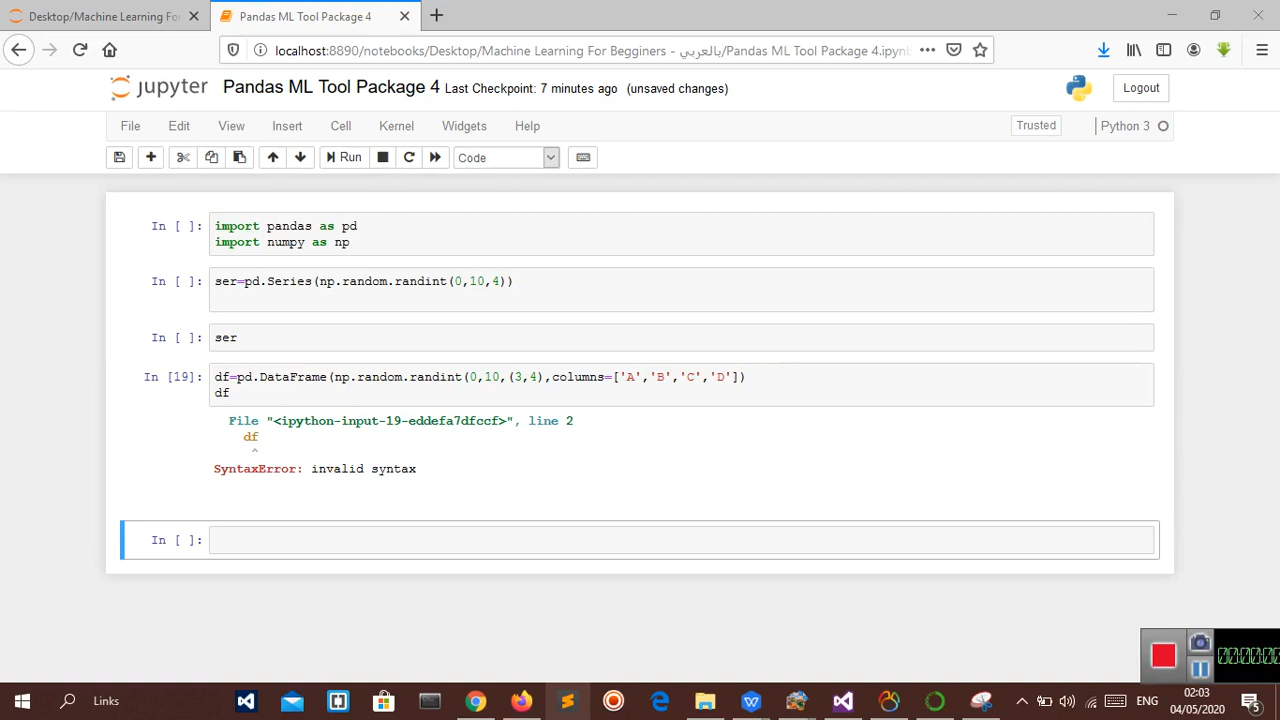 Desktop/Machine Learning For
Pandas ML Tool Package 4
localhost:8890/notebooks/Desktop/Machine Learning For Begginers - بالعربي/Pandas ML Tool Package 4.ipynb
jupyter Pandas ML Tool Package 4 Last Checkpoint: 7 minutes ago (unsaved changes)
Logout
File Edit View Insert Cell Kernel Widgets Help
Trusted
Python 3
Run
Code
In [ ]: import pandas as pd
import numpy as np
In [ ]: ser=pd.Series(np.random.randint(0,10,4))
In [ ]: ser
In [19]: df=pd.DataFrame(np.random.randint(0,10,(3,4),columns=['A','B','C','D'])
df
File "<ipython-input-19-eddefa7dfccf>", line 2
df
^
SyntaxError: invalid syntax
In [ ]:
Links
ENG
02:03
04/05/2020
5